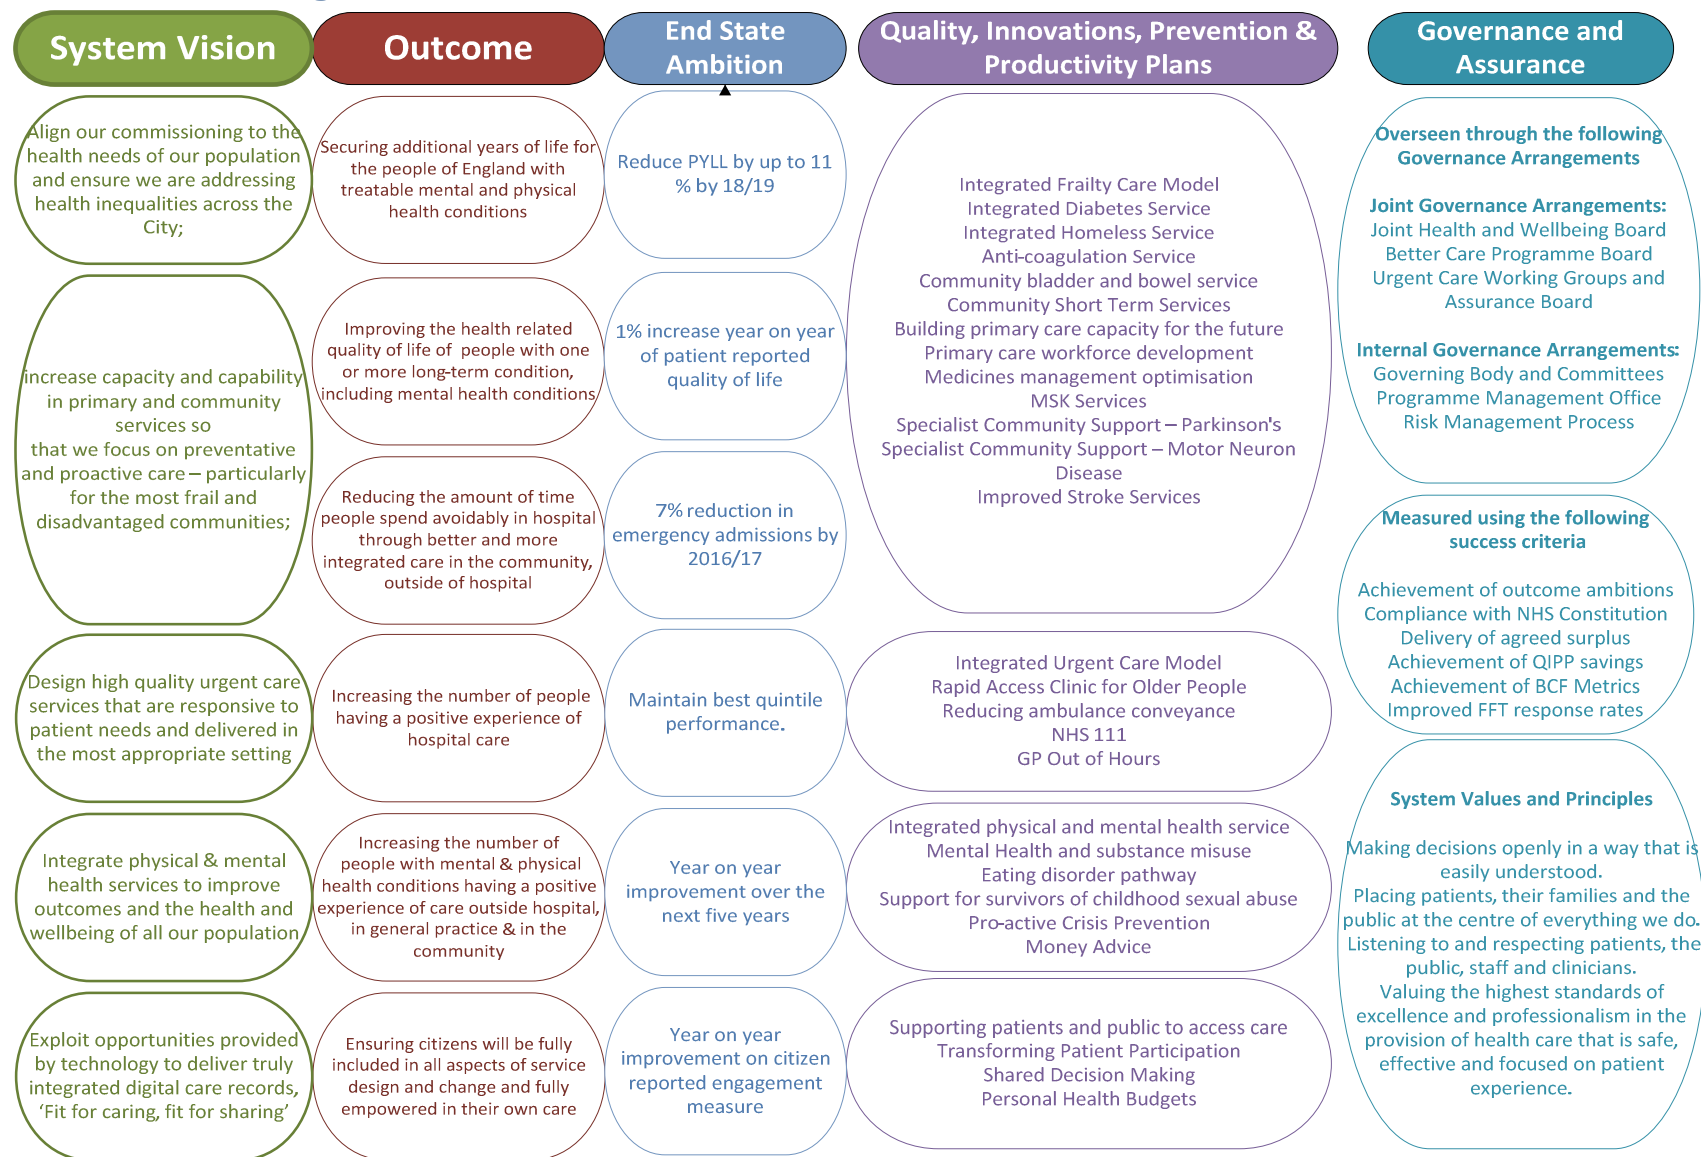 System Vision
Align our commissioning to the
health needs of our population
and ensure we are addressing
health inequalities across the
City;
increase capacity and capability
in primary and community
services so
that we focus on preventative
and proactive care – particularly
for the most frail and
disadvantaged communities;
Design high quality urgent care
services that are responsive to
patient needs and delivered in
the most appropriate setting
Integrate physical & mental
health services to improve
outcomes and the health and
wellbeing of all our population
Exploit opportunities provided
by technology to deliver truly
integrated digital care records,
‘Fit for caring, fit for sharing’
Outcome
Securing additional years of life for
the people of England with
treatable mental and physical
health conditions
Improving the health related
quality of life of people with one
or more long-term condition,
including mental health conditions
Reducing the amount of time
people spend avoidably in hospital
through better and more
integrated care in the community,
outside of hospital
Increasing the number of people
having a positive experience of
hospital care
Increasing the number of
people with mental & physical
health conditions having a positive
experience of care outside hospital,
in general practice & in the
community
Ensuring citizens will be fully
included in all aspects of service
design and change and fully
empowered in their own care
End State
Ambition
Reduce PYLL by up to 11
% by 18/19
1% increase year on year
of patient reported
quality of life
7% reduction in
emergency admissions by
2016/17
Maintain best quintile
performance.
Year on year
improvement over the
next five years
Year on year
improvement on citizen
reported engagement
measure
Quality, Innovations, Prevention &
Productivity Plans
Integrated Frailty Care Model
Integrated Diabetes Service
Integrated Homeless Service
Anti-coagulation Service
Community bladder and bowel service
Community Short Term Services
Building primary care capacity for the future
Primary care workforce development
Medicines management optimisation
MSK Services
Specialist Community Support – Parkinson's
Specialist Community Support – Motor Neuron
Disease
Improved Stroke Services
Integrated Urgent Care Model
Rapid Access Clinic for Older People
Reducing ambulance conveyance
NHS 111
GP Out of Hours
Integrated physical and mental health service
Mental Health and substance misuse
Eating disorder pathway
Support for survivors of childhood sexual abuse
Pro-active Crisis Prevention
Money Advice
Supporting patients and public to access care
Transforming Patient Participation
Shared Decision Making
Personal Health Budgets
Governance and
Assurance
Overseen through the following
Governance Arrangements
Joint Governance Arrangements:
Joint Health and Wellbeing Board
Better Care Programme Board
Urgent Care Working Groups and
Assurance Board
Internal Governance Arrangements:
Governing Body and Committees
Programme Management Office
Risk Management Process
Measured using the following
success criteria
Achievement of outcome ambitions
Compliance with NHS Constitution
Delivery of agreed surplus
Achievement of QIPP savings
Achievement of BCF Metrics
Improved FFT response rates
System Values and Principles
Making decisions openly in a way that is
easily understood.
Placing patients, their families and the
public at the centre of everything we do.
Listening to and respecting patients, the
public, staff and clinicians.
Valuing the highest standards of
excellence and professionalism in the
provision of health care that is safe,
effective and focused on patient
experience.